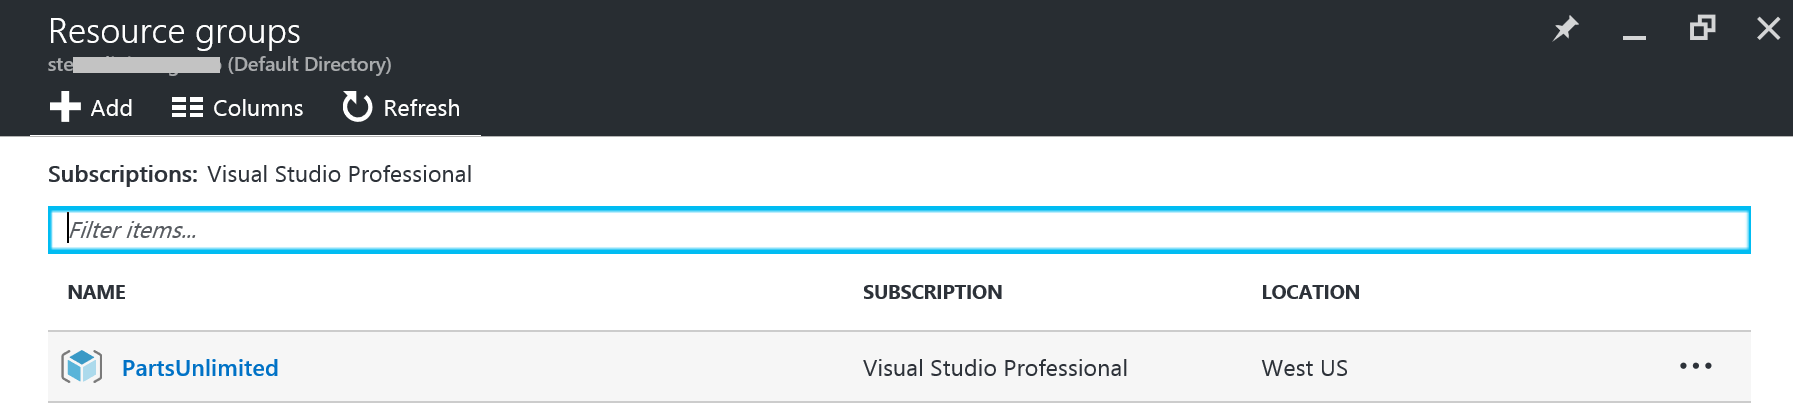 Resource groups
(Default Directory)
Add Columns Refresh
Subscriptions: Visual Studio Professional
Filter items...
NAME SUBSCRIPTION LOCATION
PartsUnlimited Visual Studio Professional West US